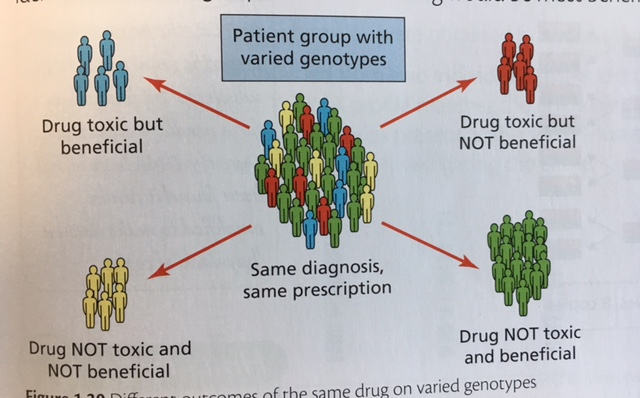 Patient group with
varied genotypes
Drug toxic but
beneficial
Drug toxic but
NOT beneficial
Same diagnosis,
same prescription
Drug NOT toxic and
NOT beneficial
Drug NOT toxic
and beneficial
Different outcomes of the same drug on varied genotypes